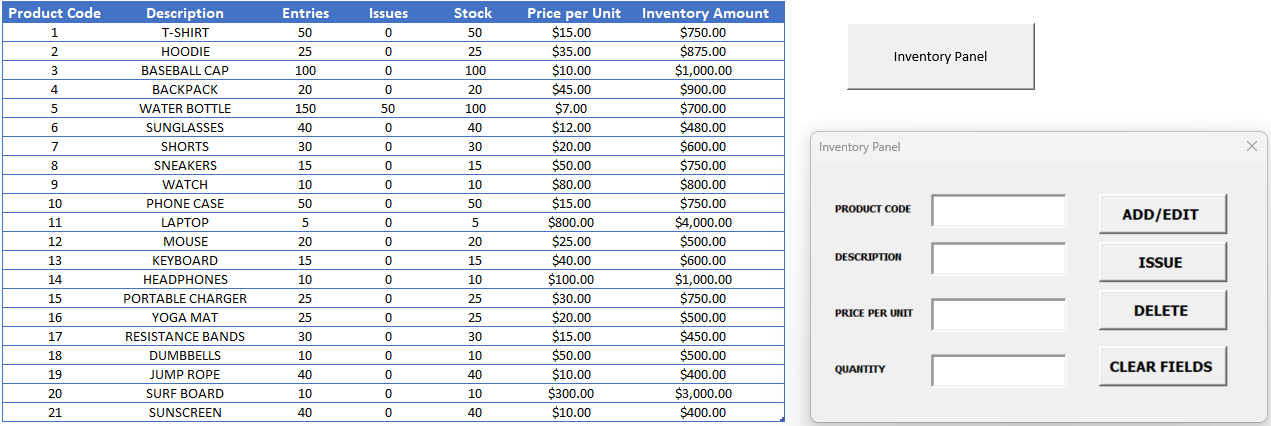 Product Code Description Entries Issues Stock Price per Unit Inventory Amount
1 T-SHIRT 50 0 50 $15.00 $750.00
2 HOODIE 25 0 25 $35.00 $875.00
3 BASEBALL CAP 100 0 100 $10.00 $1,000.00
4 BACKPACK 20 0 20 $45.00 $900.00
5 WATER BOTTLE 150 50 100 $7.00 $700.00
6 SUNGLASSES 40 0 40 $12.00 $480.00
7 SHORTS 30 0 30 $20.00 $600.00
8 SNEAKERS 15 0 15 $50.00 $750.00
9 WATCH 10 0 10 $80.00 $800.00
10 PHONE CASE 50 0 50 $15.00 $750.00
11 LAPTOP 5 0 5 $800.00 $4,000.00
12 MOUSE 20 0 20 $25.00 $500.00
13 KEYBOARD 15 0 15 $40.00 $600.00
14 HEADPHONES 10 0 10 $100.00 $1,000.00
15 PORTABLE CHARGER 25 0 25 $30.00 $750.00
16 YOGA MAT 25 0 25 $20.00 $500.00
17 RESISTANCE BANDS 30 0 30 $15.00 $450.00
18 DUMBBELLS 10 0 10 $50.00 $500.00
19 JUMP ROPE 40 0 40 $10.00 $400.00
20 SURF BOARD 10 0 10 $300.00 $3,000.00
21 SUNSCREEN 40 0 40 $10.00 $400.00
Inventory Panel
Inventory Panel
PRODUCT CODE ADD/EDIT
DESCRIPTION ISSUE
PRICE PER UNIT DELETE
QUANTITY CLEAR FIELDS